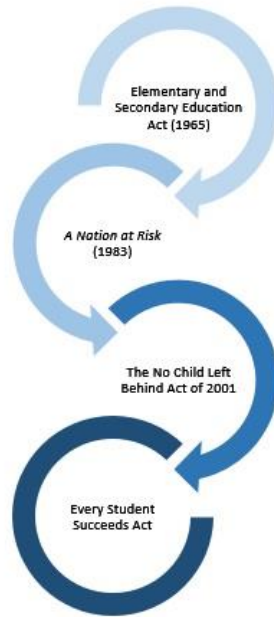 Elementary and
Secondary Education
Act (1965)
A Nation at Risk
(1983)
The No Child Left
Behind Act of 2001
Every Student
Succeeds Act